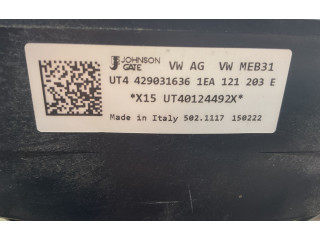 JOHNSON
GATE
VW AG VW MEB31
UT4 429031636 1EA 121 203 E
*X15 UT40124492X*
Made in Italy 502.1117 150222